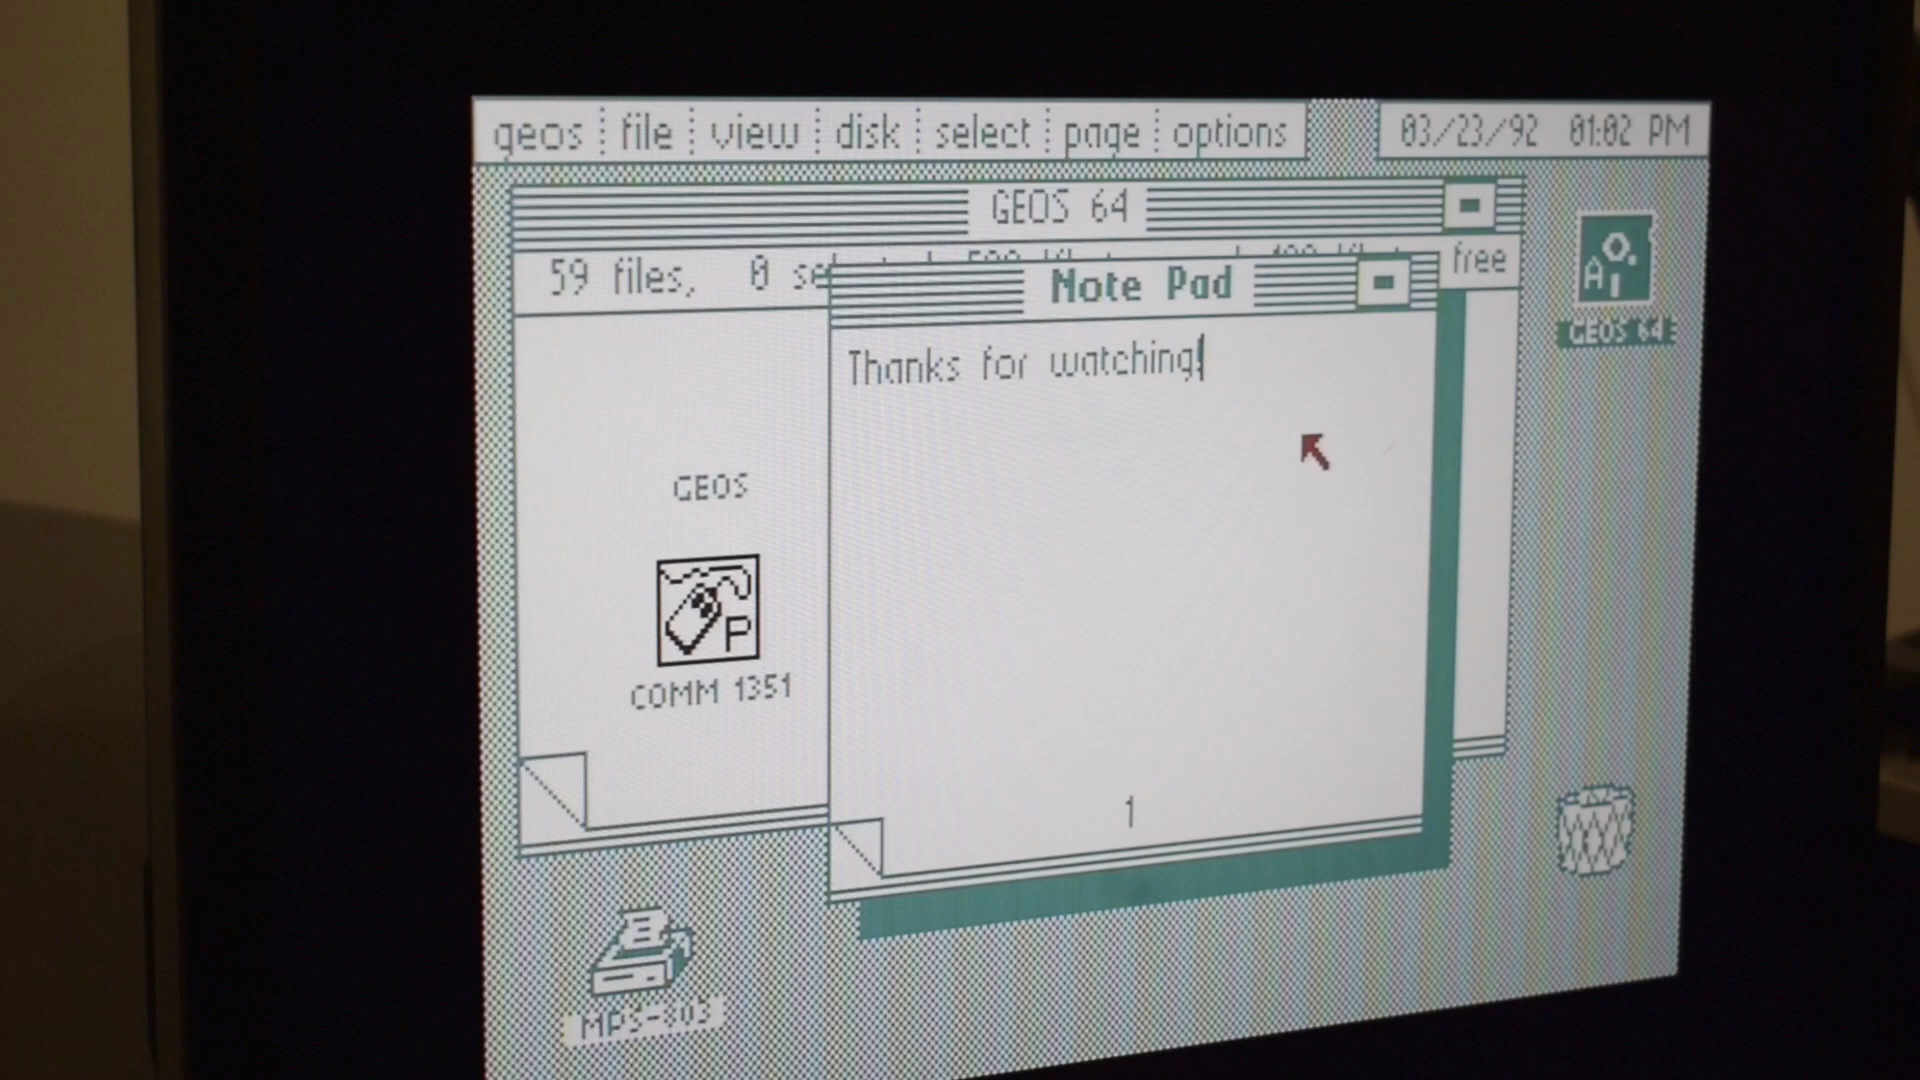 geos file view disk select page options
03/23/92 01:02 PM
GEOS 64
59 files, 0 free
Note Pad
Thanks for watching!
GEOS 64
GEOS
COMM 1351
1
MPS-803